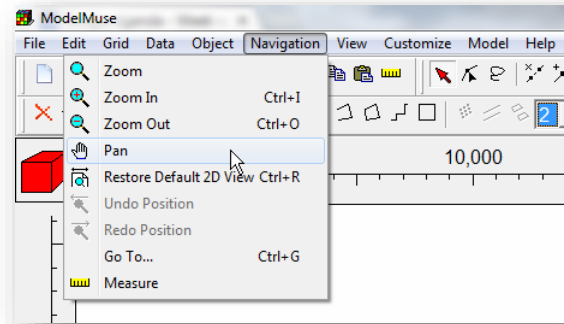 ModelMuse
File Edit Grid Data Object Navigation View Customize Model Help
Zoom
Zoom In Ctrl+I
Zoom Out Ctrl+O
2
Pan
10,000
Restore Default 2D View Ctrl+R
Undo Position
Redo Position
Go To... Ctrl+G
Measure